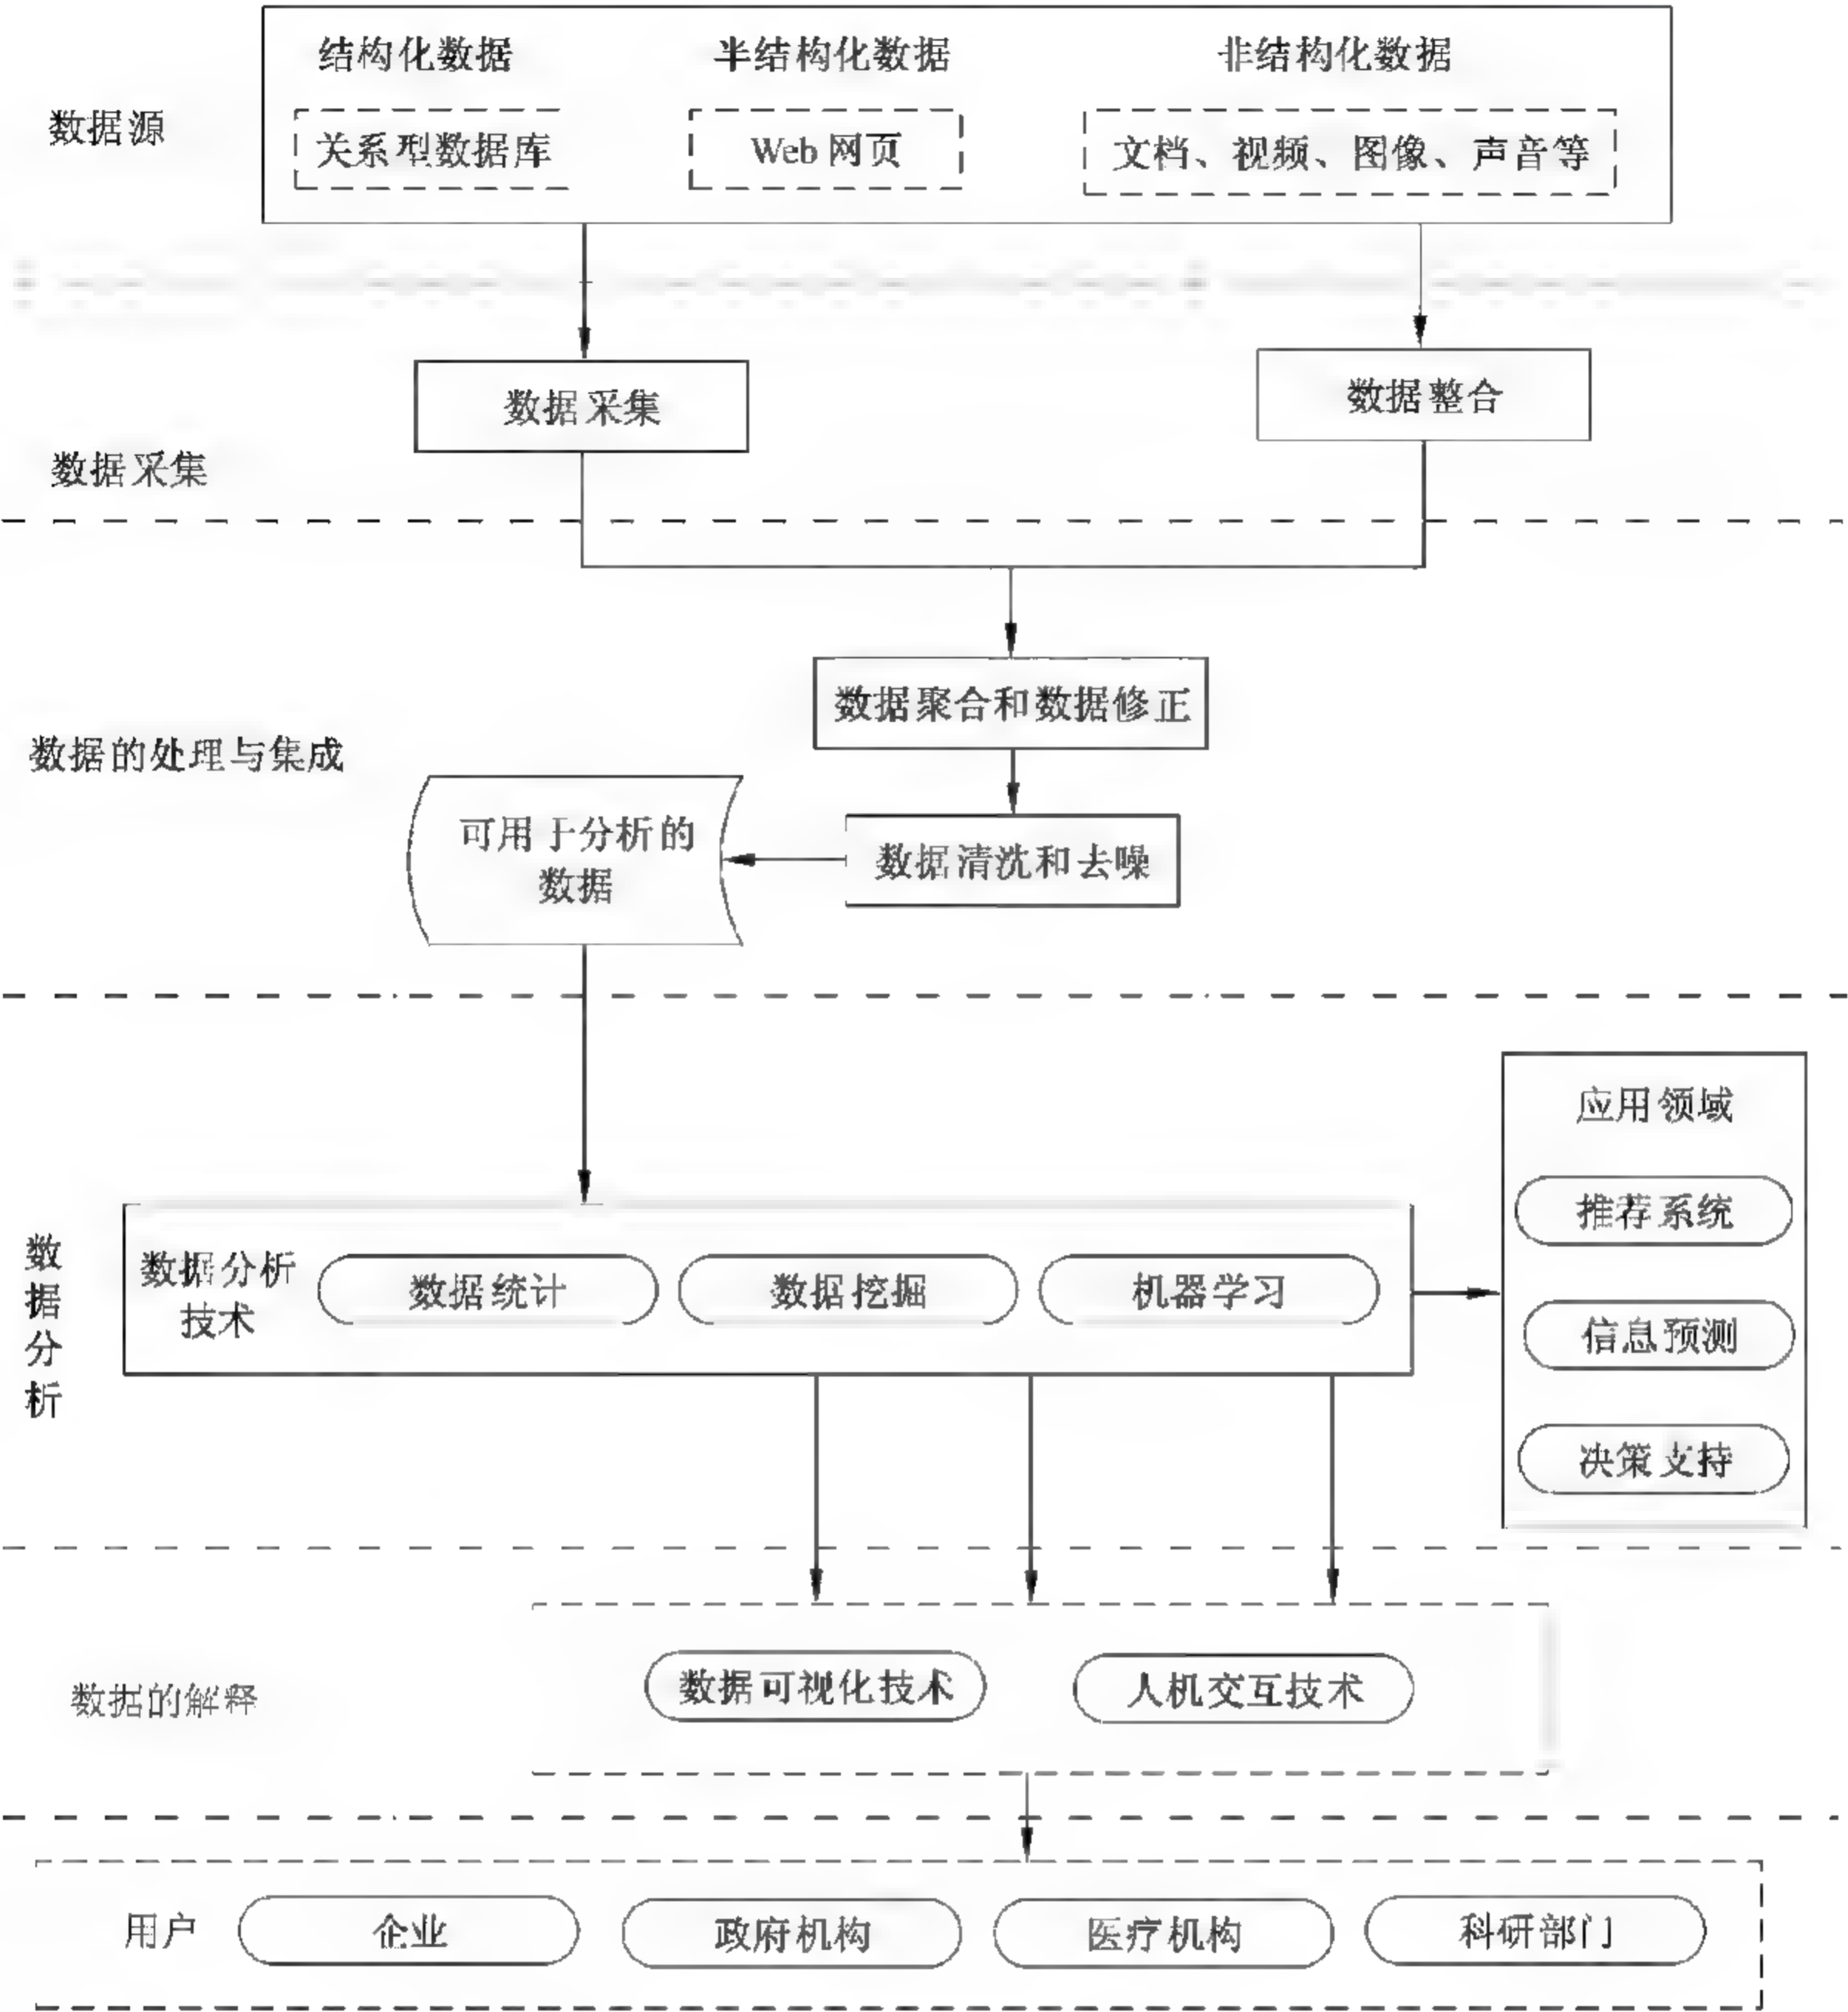 结构化数据
半结构化数据
非结构化数据
数据源
关系型数据库
Web 网页
文档、视频、图像、声音等
数据采集
数据整合
数据采集
数据聚合和数据修正
数据的处理与集成
可用于分析的
数据
数据清洗和去噪
应用领域
推荐系统
信息预测
决策支持
数据分析
数据分析
技术
数据统计
数据挖掘
机器学习
数据的解释
数据可视化技术
人机交互技术
用户
企业
政府机构
医疗机构
科研部门